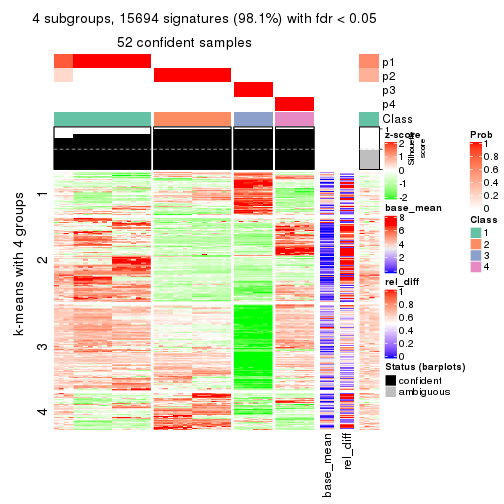 4 subgroups, 15694 signatures (98.1%) with fdr < 0.05
52 confident samples
p1
p2
p3
p4
Class
1
Silhouette
score
k-means with 4 groups
1
2
3
4
base_mean
rel_diff
z-score
2
1
0
-1
-2
base_mean
8
6
4
2
0
rel_diff
1
0.8
0.6
0.4
0.2
0
Status (barplots)
confident
ambiguous
Prob
1
0.8
0.6
0.4
0.2
0
Class
1
2
3
4